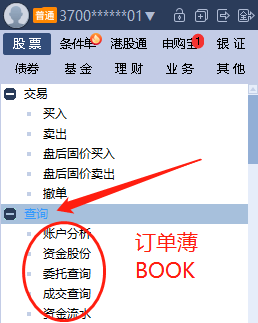 普通 3700******01▼
股票 条件单 港股通 申购宝 1 银证
债券 基金 理财 业务 其他
交易
买入
卖出
盘后固价买入
盘后固价卖出
撤单
查询
账户分析
资金股份
委托查询
成交查询
资金流水
订单薄
BOOK